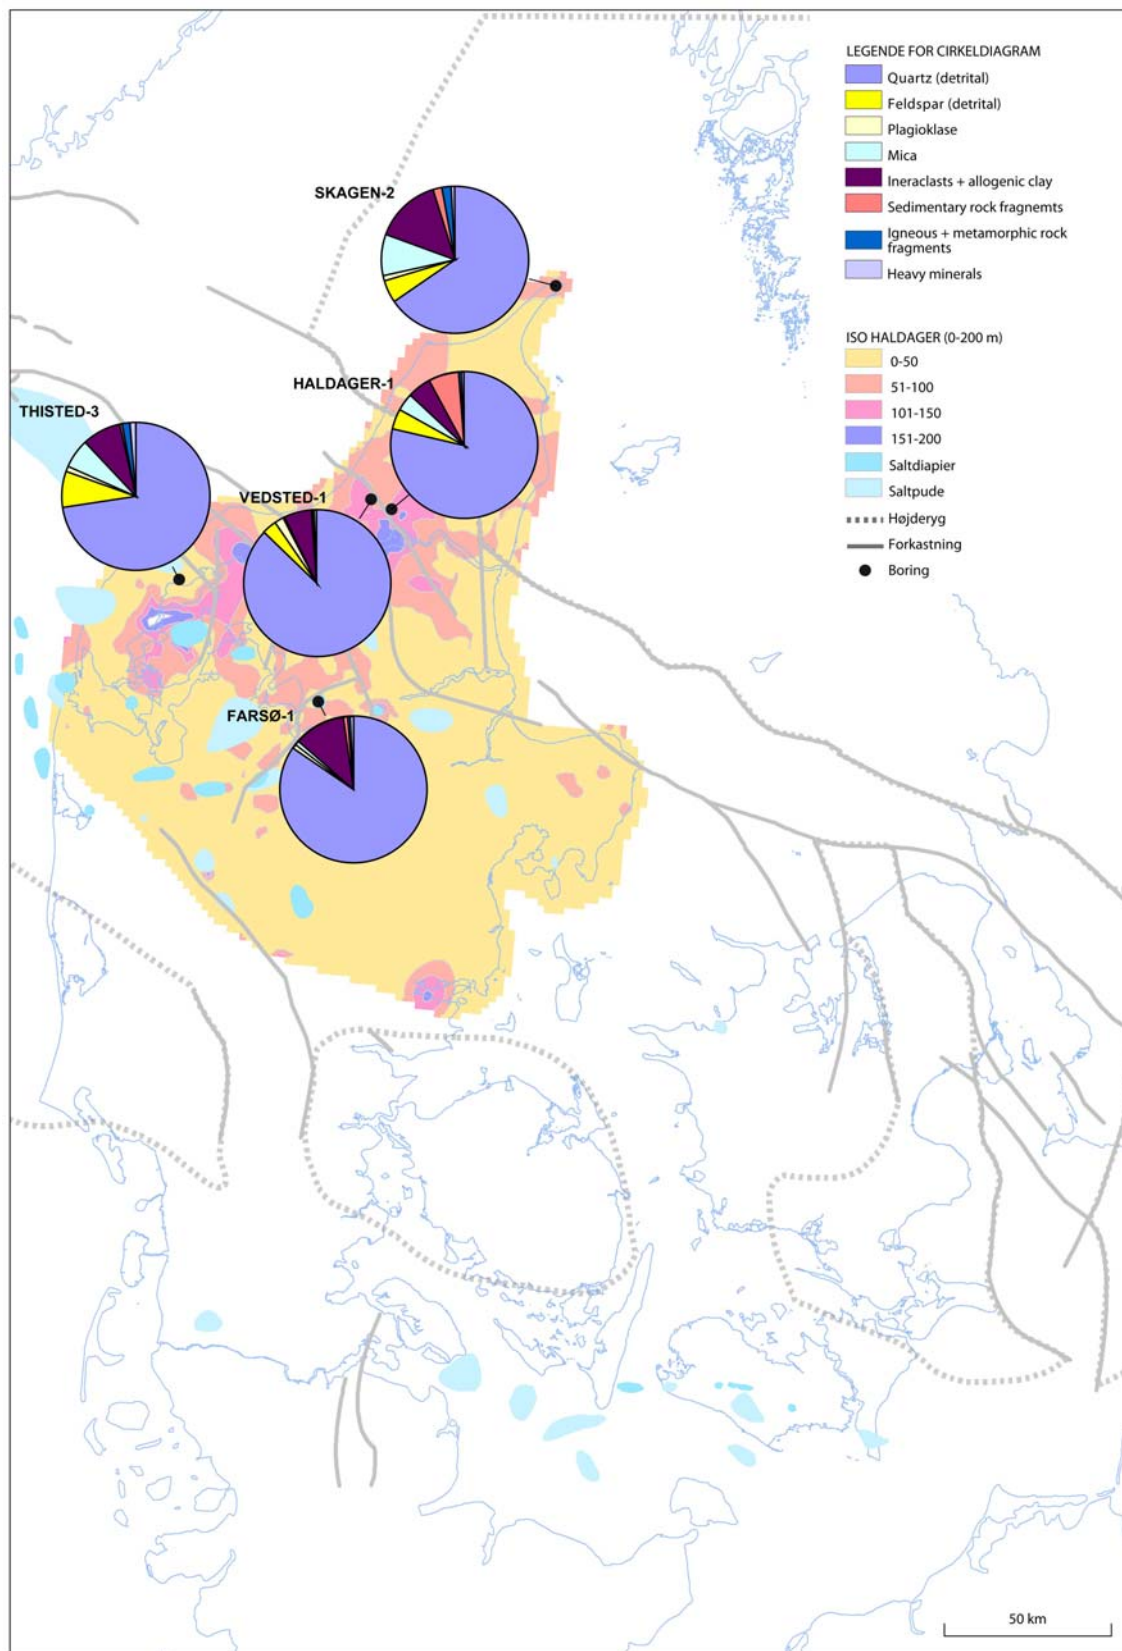 LEGENDE FOR CIRKELDIAGRAM
Quartz (detrital)
Feldspar (detrital)
Plagioklase
Mica
Ineraclasts + allogenic clay
Sedimentary rock fragnemts
Igneous + metamorphic rock
fragments
Heavy minerals
ISO HALDAGER (0-200 m)
0-50
51-100
101-150
151-200
Saltdiapier
Saltpude
Højderyg
Forkastning
Boring
SKAGEN-2
HALDAGER-1
THISTED-3
VEDSTED-1
FARSØ-1
50 km